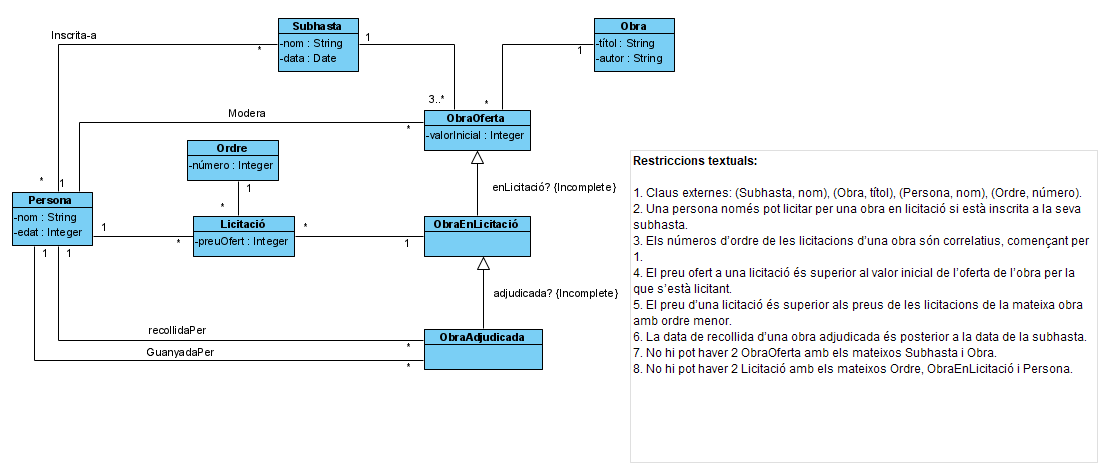 Inscrita-a
*
Subhasta
-nom : String
-data : Date
1
Obra
-títol : String
-autor : String
1
3..*
*
Modera
*
ObraOferta
-valorInicial : Integer
Ordre
-número : Integer
1
enLicitació? {Incomplete}
*
1
Persona
-nom : String
-edat : Integer
1
*
*
Licitació
-preuOfert : Integer
*
1
ObraEnLicitació
1
1
adjudicada? {Incomplete}
recollidaPer
*
GuanyadaPer
*
ObraAdjudicada
Restriccions textuals:
1. Claus externes: (Subhasta, nom), (Obra, títol), (Persona, nom), (Ordre, número).
2. Una persona només pot licitar per una obra en licitació si està inscrita a la seva
subhasta.
3. Els números d'ordre de les licitacions d'una obra són correlatius, començant per
1.
4. El preu ofert a una licitació és superior al valor inicial de l'oferta de l'obra per la
que s'està licitant.
5. El preu d'una licitació és superior als preus de les licitacions de la mateixa obra
amb ordre menor.
6. La data de recollida d'una obra adjudicada és posterior a la data de la subhasta.
7. No hi pot haver 2 ObraOferta amb els mateixos Subhasta i Obra.
8. No hi pot haver 2 Licitació amb els mateixos Ordre, ObraEnLicitació i Persona.